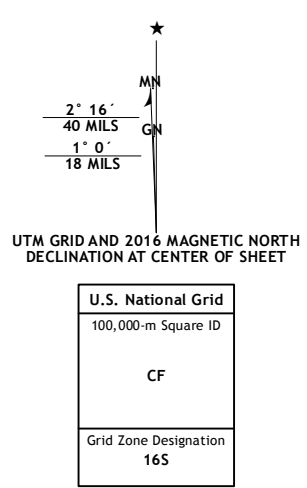 MN
2° 16´
40 MILS
GN
1° 0´
18 MILS
UTM GRID AND 2016 MAGNETIC NORTH
DECLINATION AT CENTER OF SHEET
U.S. National Grid
100,000-m Square ID
CF
Grid Zone Designation
16S